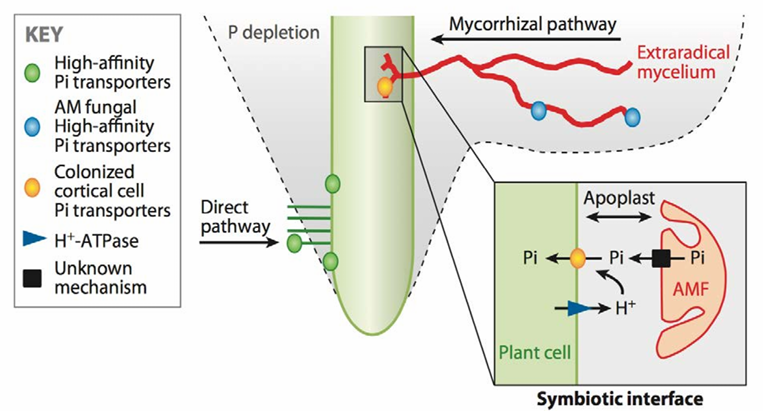 KEY
High-affinity
Pi transporters
AM fungal
High-affinity
Pi transporters
Colonized
cortical cell
Pi transporters
H⁺-ATPase
Unknown
mechanism
P depletion
Mycorrhizal pathway
Extraradical
mycelium
Direct
pathway
Apoplast
Pi Pi Pi
AMF
H⁺
Plant cell
Symbiotic interface